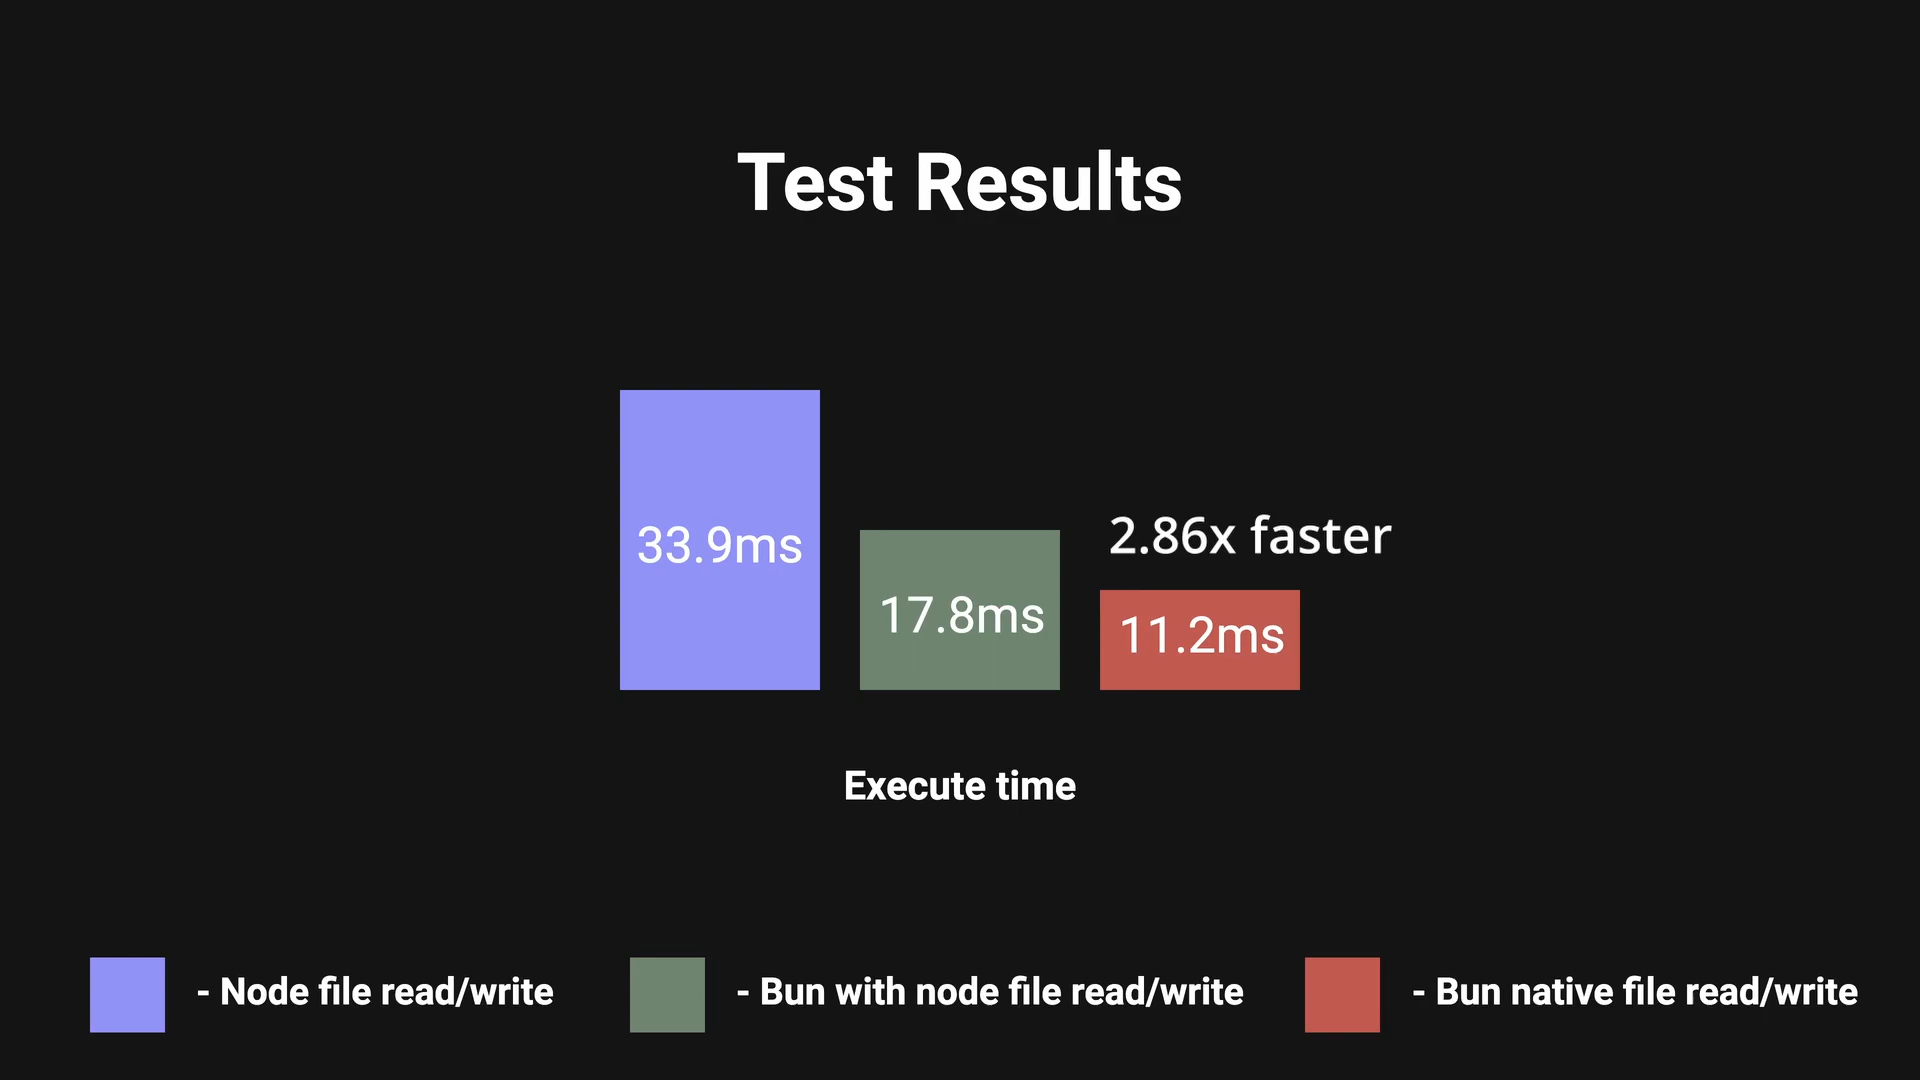 Test Results
33.9ms
17.8ms
2.86x faster
11.2ms
Execute time
- Node file read/write
- Bun with node file read/write
- Bun native file read/write